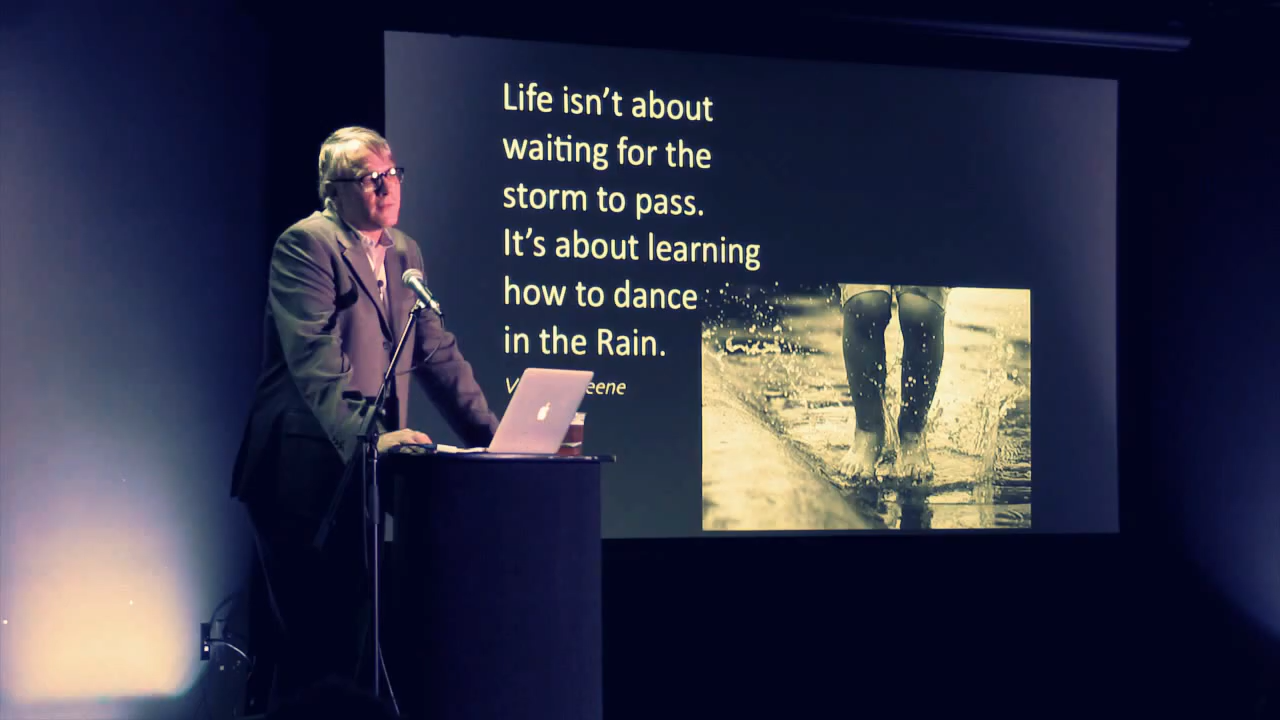 Life isn’t about
waiting for the
storm to pass.
It’s about learning
how to dance
in the Rain.